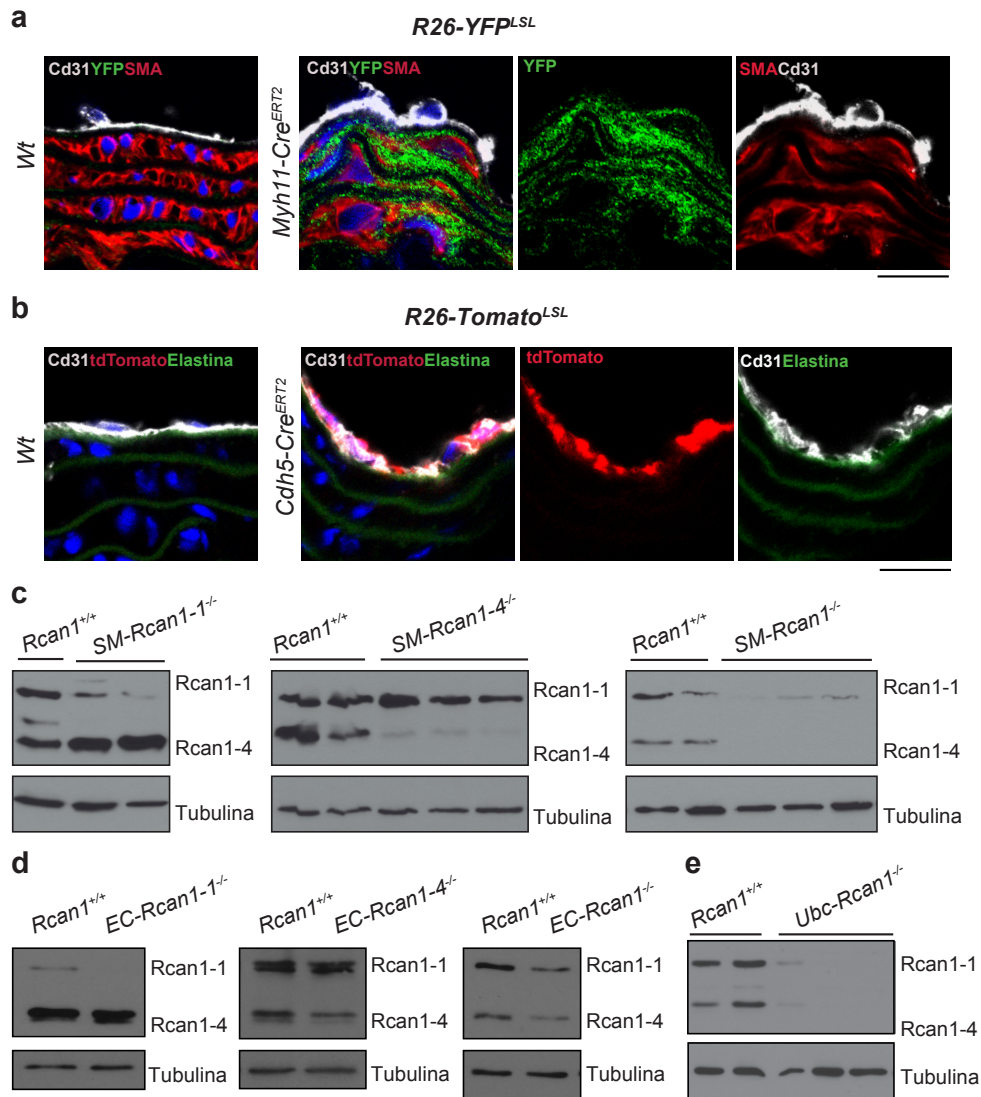 a
R26-YFP^LSL
Wt
Cd31YFPSMA
Myh11-Cre^ERT2
Cd31YFPSMA
YFP
SMACd31
b
R26-Tomato^LSL
Wt
Cd31tdTomatoElastina
Cdh5-Cre^ERT2
Cd31tdTomatoElastina
tdTomato
Cd31Elastina
c
Rcan1^+/+
SM-Rcan1-1^-/-
Rcan1-1
Rcan1-4
Tubulina
Rcan1^+/+
SM-Rcan1-4^-/-
Rcan1-1
Rcan1-4
Tubulina
Rcan1^+/+
SM-Rcan1^-/-
Rcan1-1
Rcan1-4
Tubulina
d
Rcan1^+/+
EC-Rcan1-1^-/-
Rcan1-1
Rcan1-4
Tubulina
Rcan1^+/+
EC-Rcan1-4^-/-
Rcan1-1
Rcan1-4
Tubulina
Rcan1^+/+
EC-Rcan1^-/-
Rcan1-1
Rcan1-4
Tubulina
e
Rcan1^+/+
Ubc-Rcan1^-/-
Rcan1-1
Rcan1-4
Tubulina